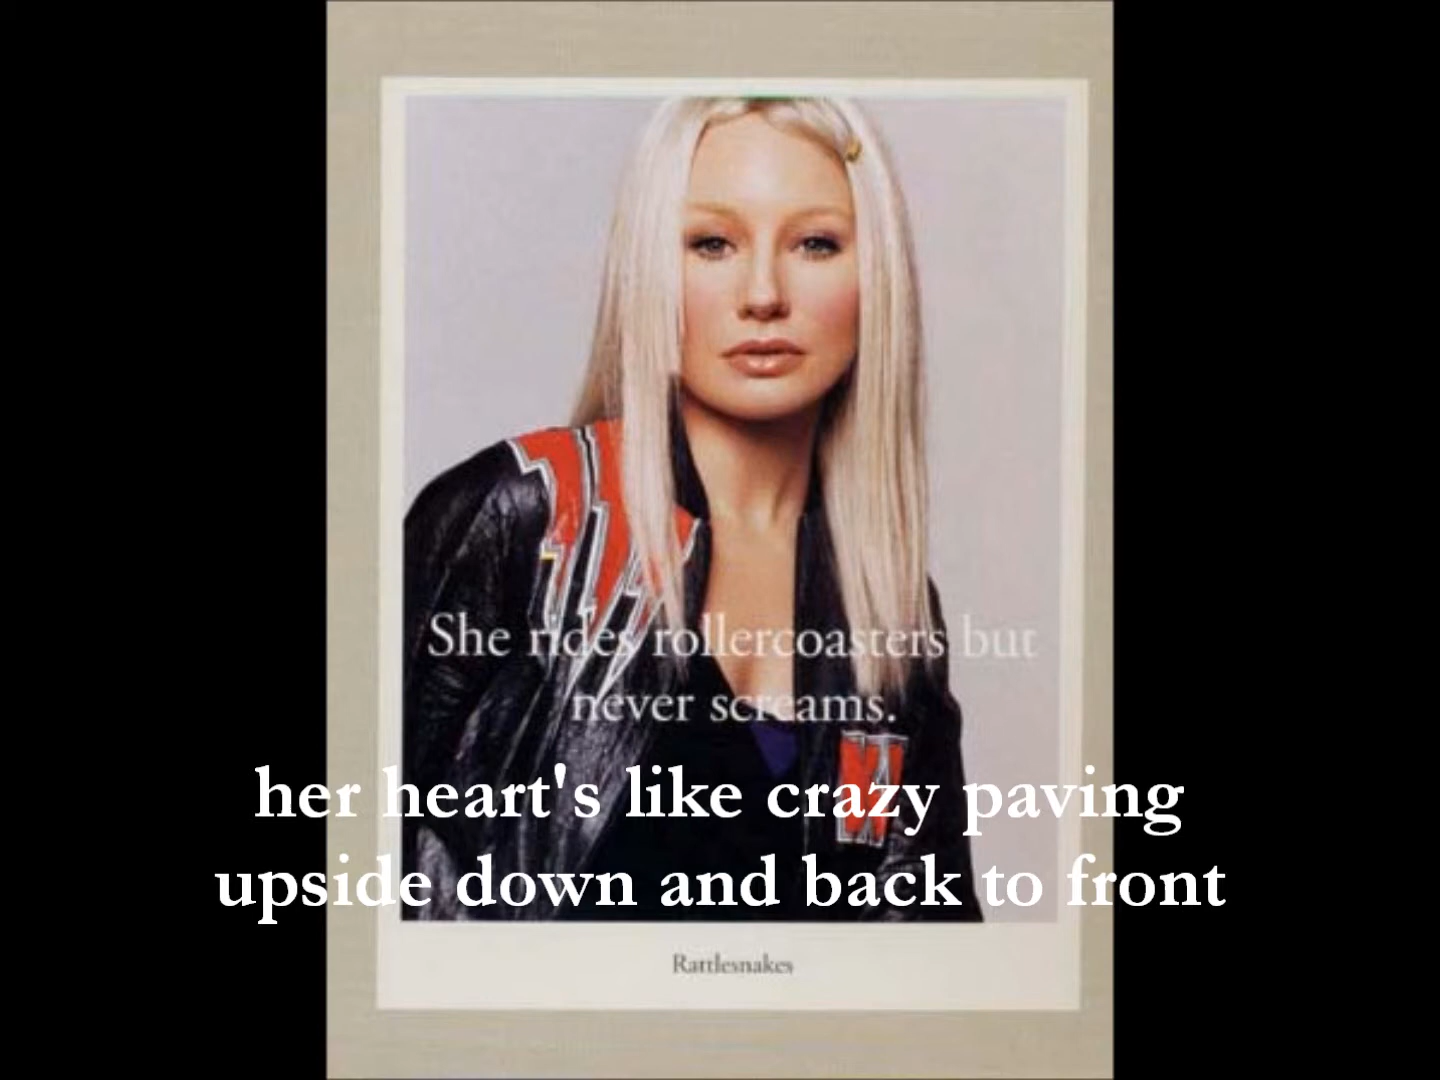 She rides rollercoasters but
never screams.
her heart's like crazy paving
upside down and back to front
Rattlesnakes